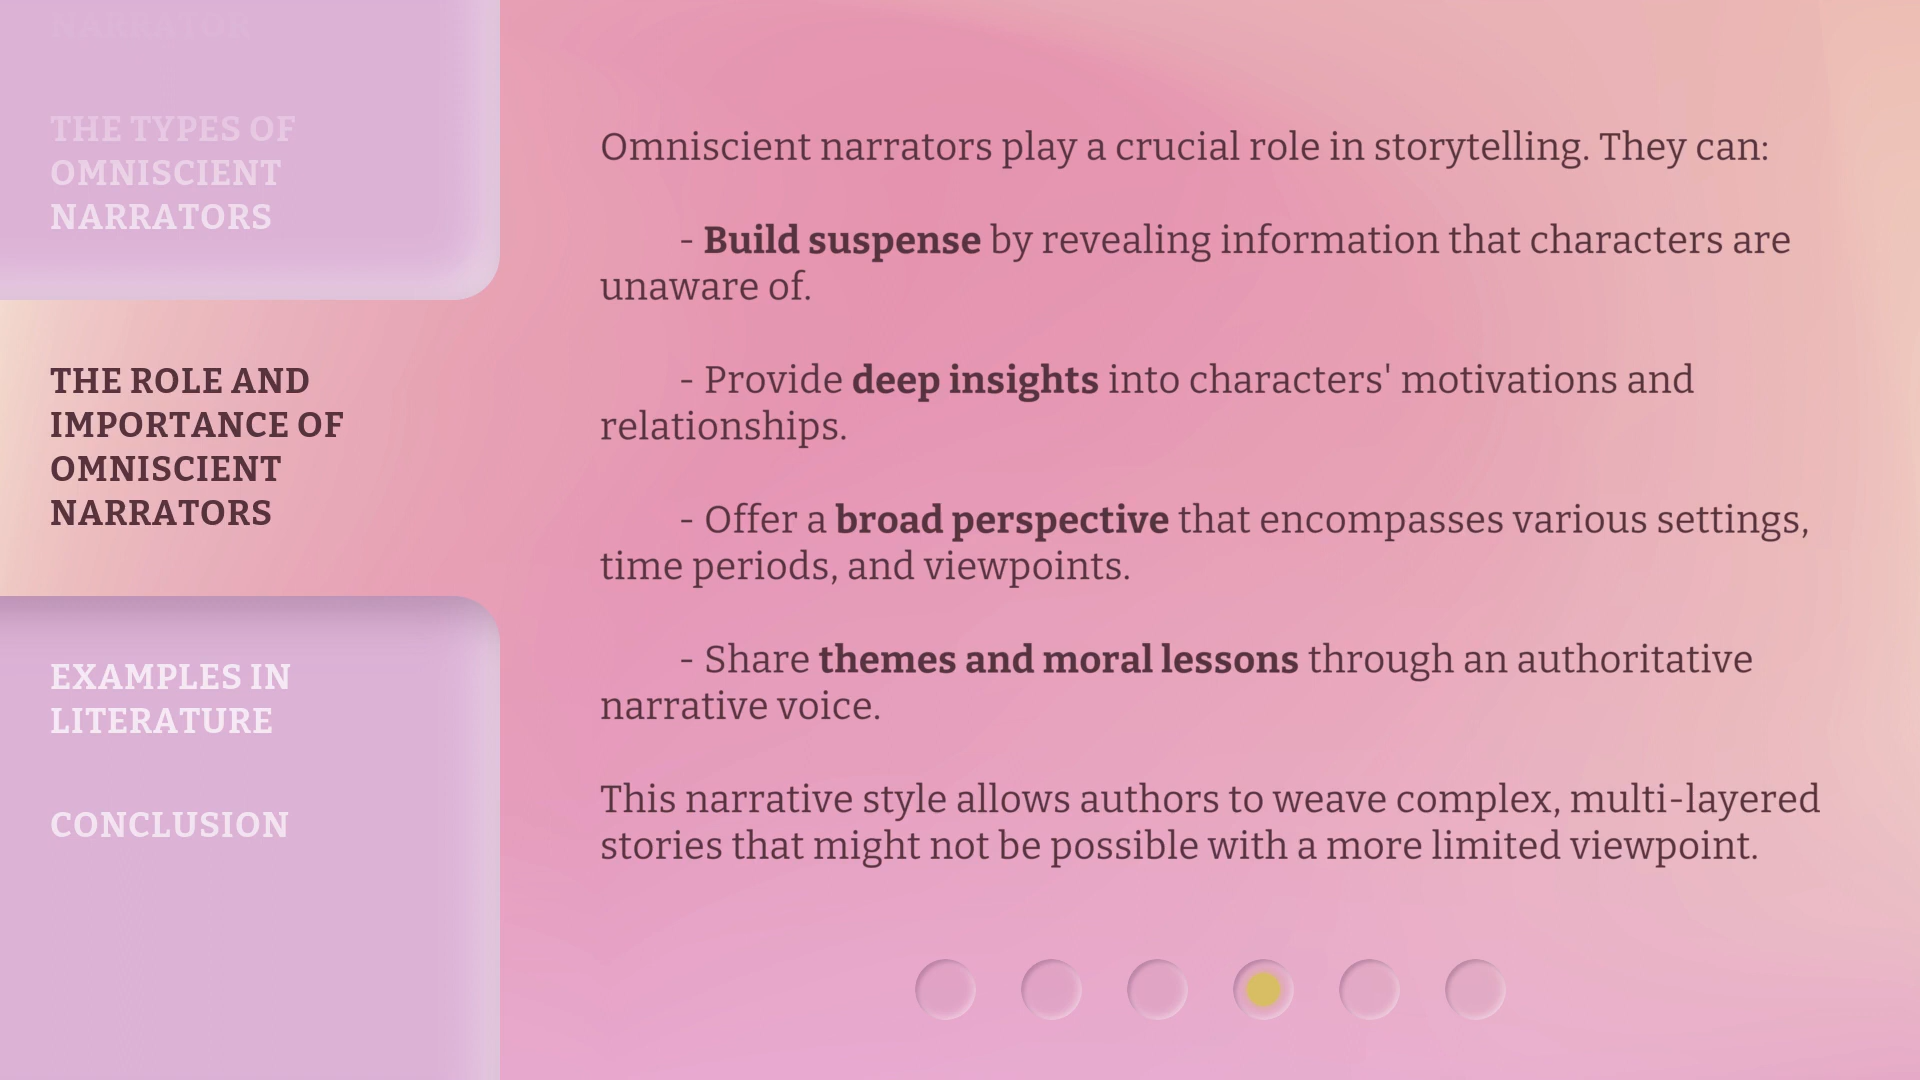 NARRATOR
THE TYPES OF
OMNISCIENT
NARRATORS
THE ROLE AND
IMPORTANCE OF
OMNISCIENT
NARRATORS
EXAMPLES IN
LITERATURE
CONCLUSION
Omniscient narrators play a crucial role in storytelling. They can:
- Build suspense by revealing information that characters are
unaware of.
- Provide deep insights into characters' motivations and
relationships.
- Offer a broad perspective that encompasses various settings,
time periods, and viewpoints.
- Share themes and moral lessons through an authoritative
narrative voice.
This narrative style allows authors to weave complex, multi-layered
stories that might not be possible with a more limited viewpoint.